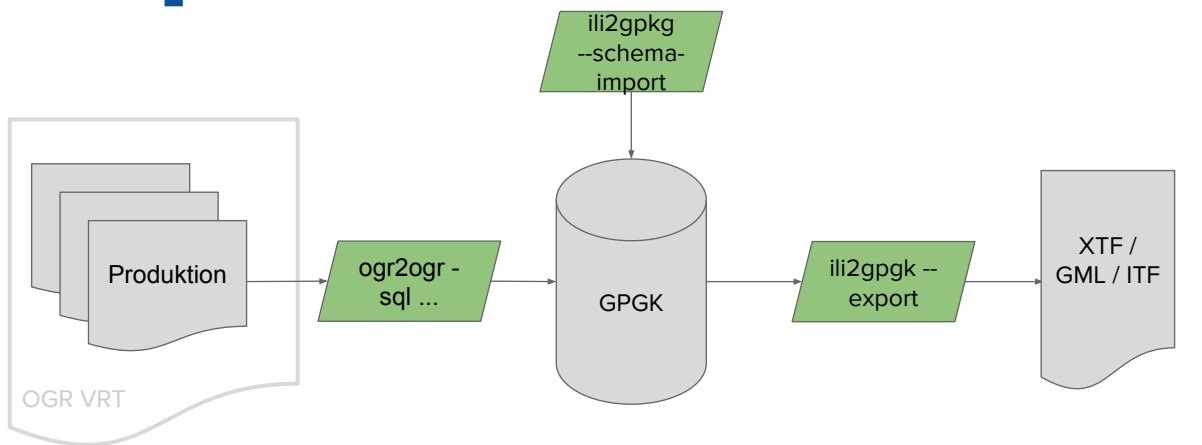 ili2gpkg
--schema-
import
Produktion
ogr2ogr -
sql ...
GPGK
ili2gpgk --
export
XTF /
GML / ITF
OGR VRT